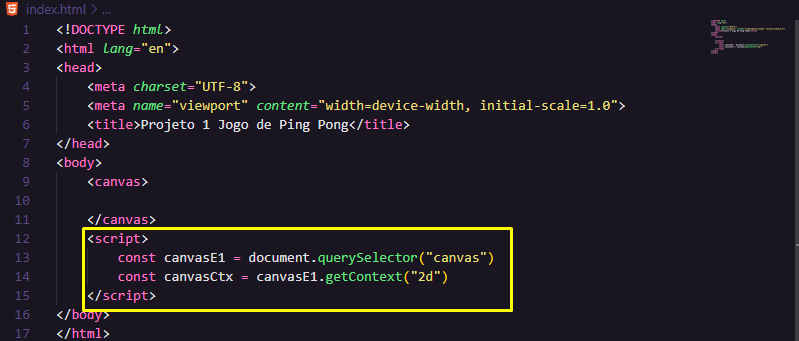 index.html > ...
1 <!DOCTYPE html>
2 <html lang="en">
3 <head>
4     <meta charset="UTF-8">
5     <meta name="viewport" content="width=device-width, initial-scale=1.0">
6     <title>Projeto 1 Jogo de Ping Pong</title>
7 </head>
8 <body>
9     <canvas>
10
11     </canvas>
12     <script>
13         const canvasE1 = document.querySelector("canvas")
14         const canvasCtx = canvasE1.getContext("2d")
15     </script>
16 </body>
17 </html>